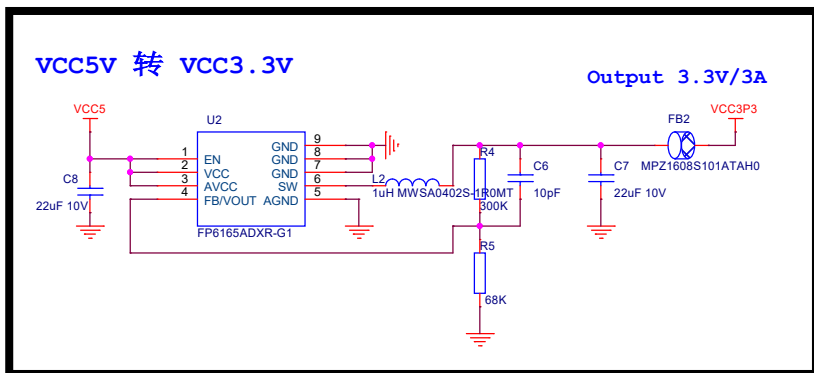 VCC5V 转 VCC3.3V
Output 3.3V/3A
VCC5
U2
FB2
VCC3P3
1
2
3
4
EN
VCC
AVCC
FB/VOUT
GND
GND
GND
SW
AGND
9
8
7
6
5
FP6165ADXR-G1
C8
22uF 10V
L2
1uH MWSA0402S-1R0MT
R4
300K
C6
10pF
C7
22uF 10V
MPZ1608S101ATAH0
R5
68K